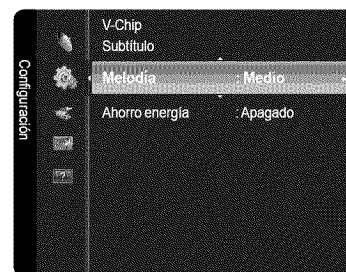 Configuración
V-Chip
Subtítulo
Melodía : Medio
Ahorro energía : Apagado
?